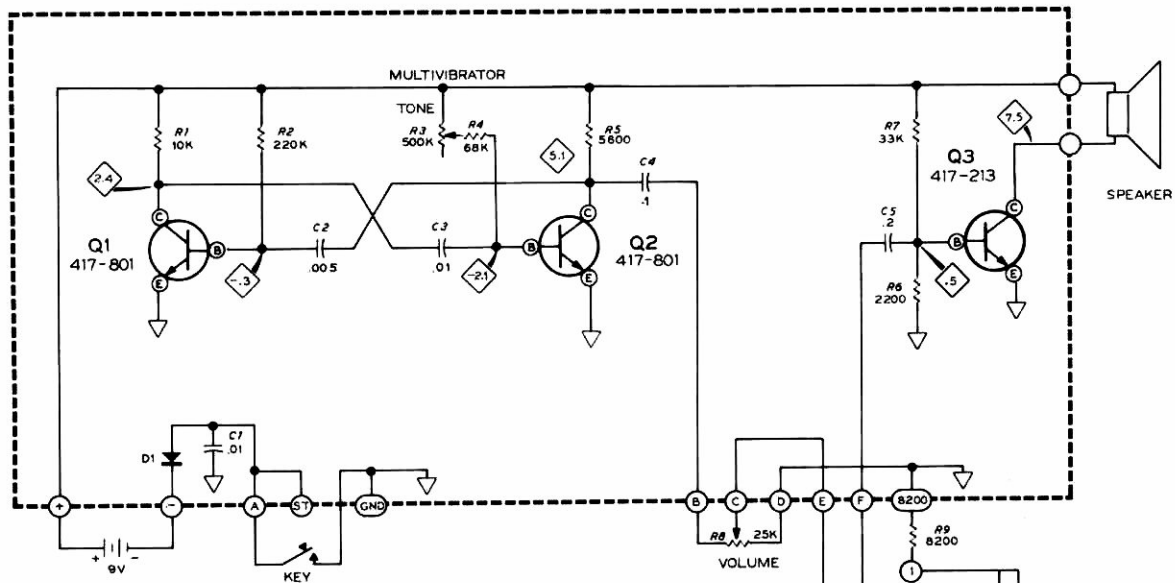 MULTIVIBRATOR
TONE
R1
10K
R2
220K
R3
500K
R4
68K
R5
5600
C4
.1
R7
33K
7.5
Q3
417-213
SPEAKER
2.4
5.1
C
Q1
417-801
B
E
C2
.005
-.3
C3
.01
-2.1
C
B
Q2
417-801
E
C5
.2
C
B
E
.5
R6
2200
D1
C1
.01
+
-
A
ST
GND
B
C
D
E
F
8200
+ -
9V
KEY
R8
25K
VOLUME
R9
8200
1